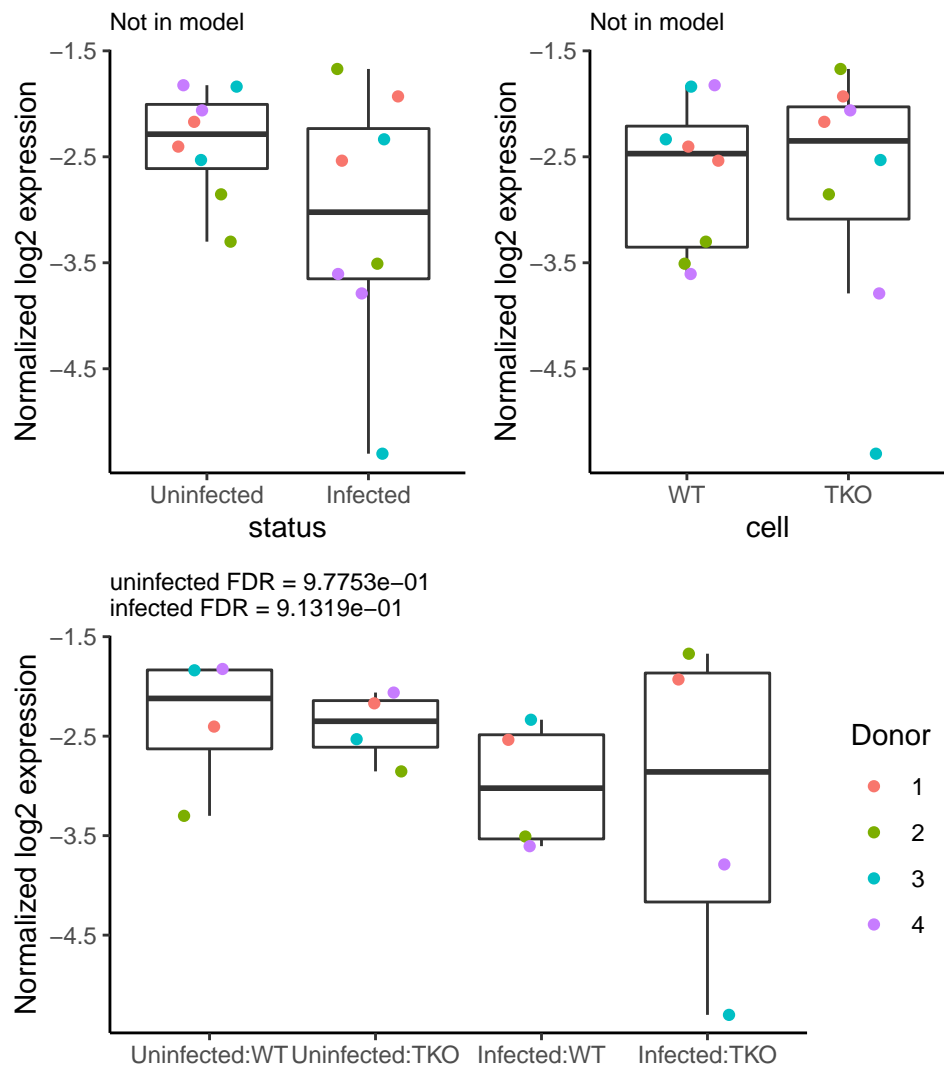 Not in model
Normalized log2 expression
−1.5
−2.5
−3.5
−4.5
Uninfected Infected
status
Not in model
Normalized log2 expression
−1.5
−2.5
−3.5
−4.5
WT TKO
cell
uninfected FDR = 9.7753e−01
infected FDR = 9.1319e−01
Normalized log2 expression
−1.5
−2.5
−3.5
−4.5
Uninfected:WT Uninfected:TKO Infected:WT Infected:TKO
Donor
1
2
3
4